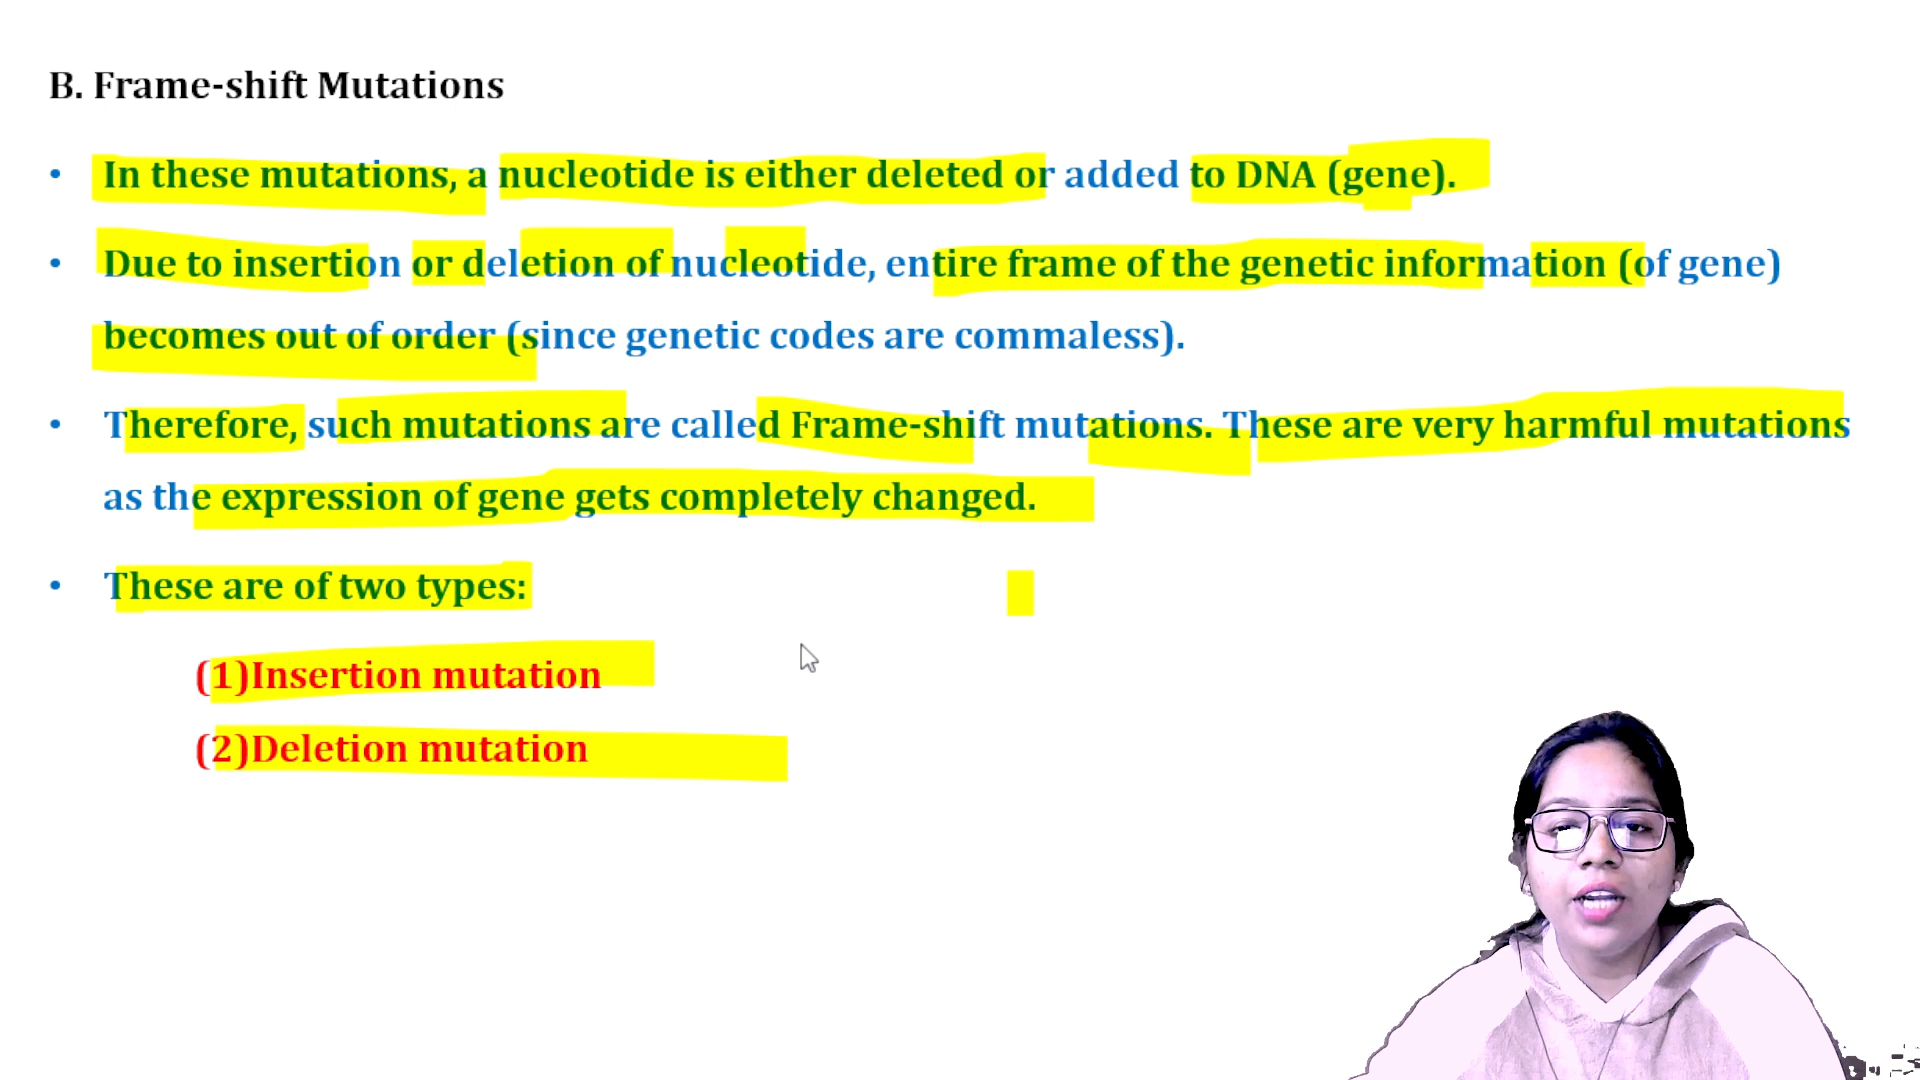 B. Frame-shift Mutations
• In these mutations, a nucleotide is either deleted or added to DNA (gene).
• Due to insertion or deletion of nucleotide, entire frame of the genetic information (of gene)
becomes out of order (since genetic codes are commaless).
• Therefore, such mutations are called Frame-shift mutations. These are very harmful mutations
as the expression of gene gets completely changed.
• These are of two types:
(1)Insertion mutation
(2)Deletion mutation